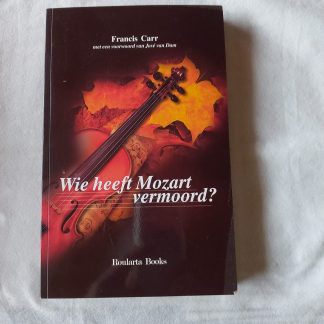 Francis Carr
met een voorwoord van José van Dam
Wie heeft Mozart
vermoord?
Roularta Books